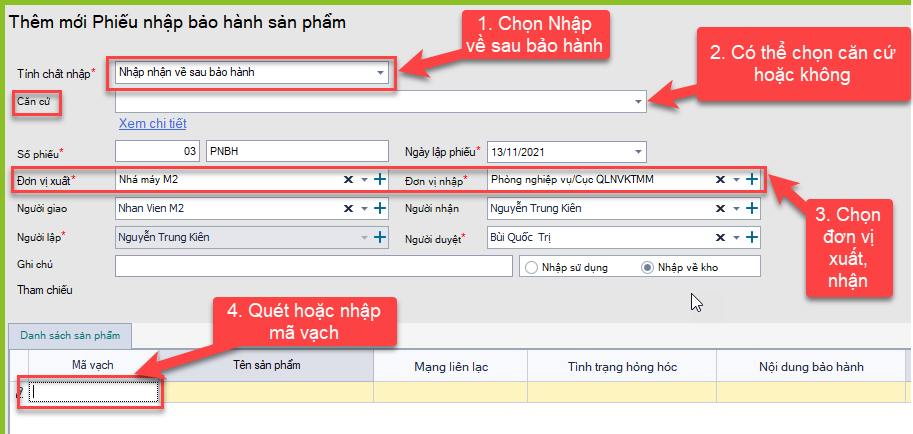 Thêm mới Phiếu nhập bảo hành sản phẩm
1. Chọn Nhập
về sau bảo hành
Tính chất nhập* Nhập nhận về sau bảo hành
2. Có thể chọn căn cứ
hoặc không
Căn cứ
Xem chi tiết
Số phiếu* 03 PNBH Ngày lập phiếu* 13/11/2021
Đơn vị xuất* Nhá máy M2 Đơn vị nhập* Phòng nghiệp vụ/Cục QLNVKTMM
Người giao Nhan Vien M2 Người nhận Nguyễn Trung Kiên
3. Chọn
đơn vị
xuất,
nhận
Người lập* Nguyễn Trung Kiên Người duyệt* Bùi Quốc Trị
Ghi chú Nhập sử dụng Nhập về kho
Tham chiếu
4. Quét hoặc nhập
mã vạch
Danh sách sản phẩm
Mã vạch Tên sản phẩm Mạng liên lạc Tình trạng hỏng hóc Nội dung bảo hành